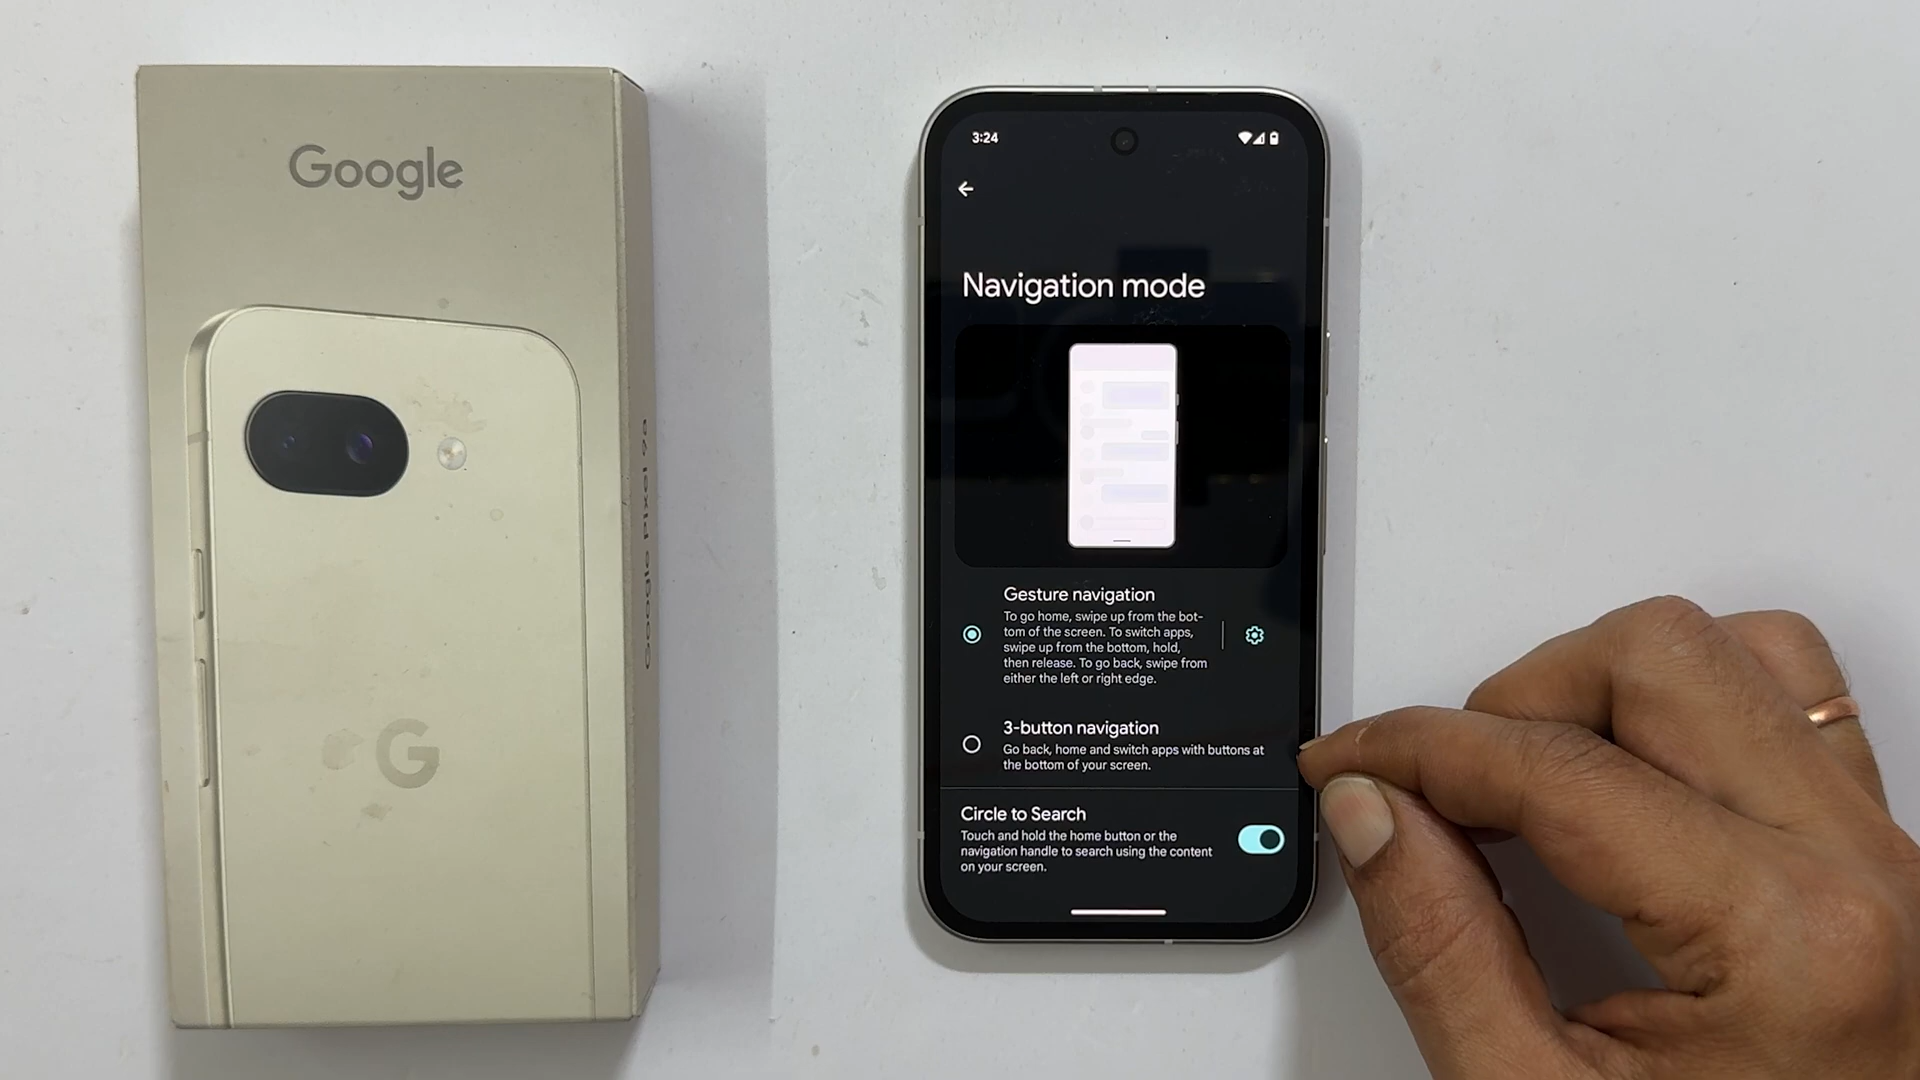 Google
Google Pixel 9a
G
3:24
Navigation mode
Gesture navigation
To go home, swipe up from the bot-
tom of the screen. To switch apps,
swipe up from the bottom, hold,
then release. To go back, swipe from
either the left or right edge.
3-button navigation
Go back, home and switch apps with buttons at
the bottom of your screen.
Circle to Search
Touch and hold the home button or the
navigation handle to search using the content
on your screen.